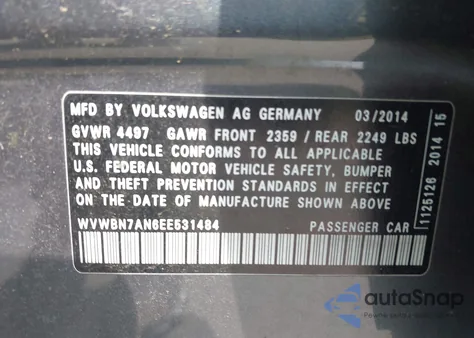 MFD BY VOLKSWAGEN AG GERMANY 03/2014
GVWR 4497 GAWR FRONT 2359 / REAR 2249 LBS
THIS VEHICLE CONFORMS TO ALL APPLICABLE
U.S. FEDERAL MOTOR VEHICLE SAFETY, BUMPER
AND THEFT PREVENTION STANDARDS IN EFFECT
ON THE DATE OF MANUFACTURE SHOWN ABOVE
WVWBN7AN6EE531484 PASSENGER CAR
1125126 2014 15
autoSnap